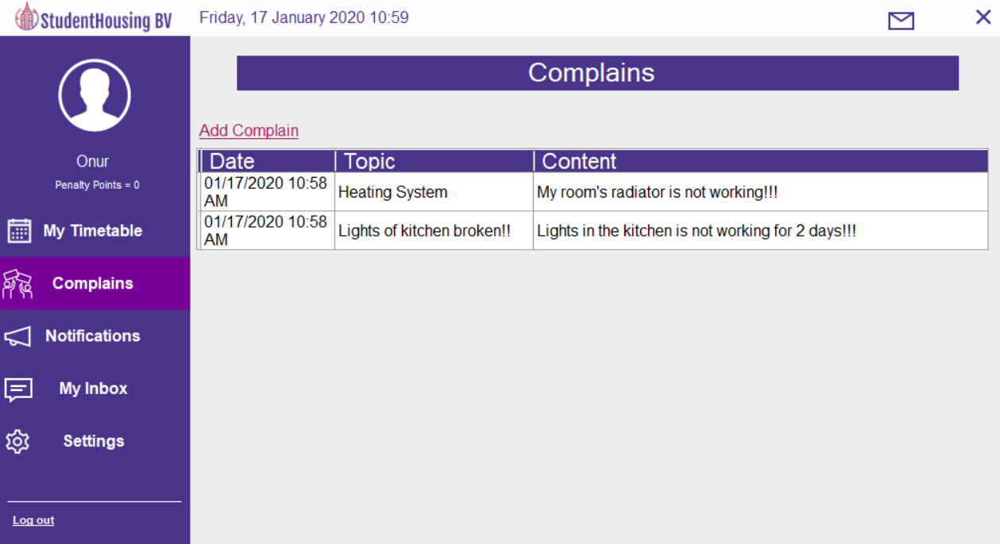 StudentHousing BV
Friday, 17 January 2020 10:59
Complains
Onur
Penalty Points = 0
My Timetable
Complains
Notifications
My Inbox
Settings
Log out
Add Complain
Date Topic Content
01/17/2020 10:58
AM
Heating System
My room's radiator is not working!!!
01/17/2020 10:58
AM
Lights of kitchen broken!!
Lights in the kitchen is not working for 2 days!!!